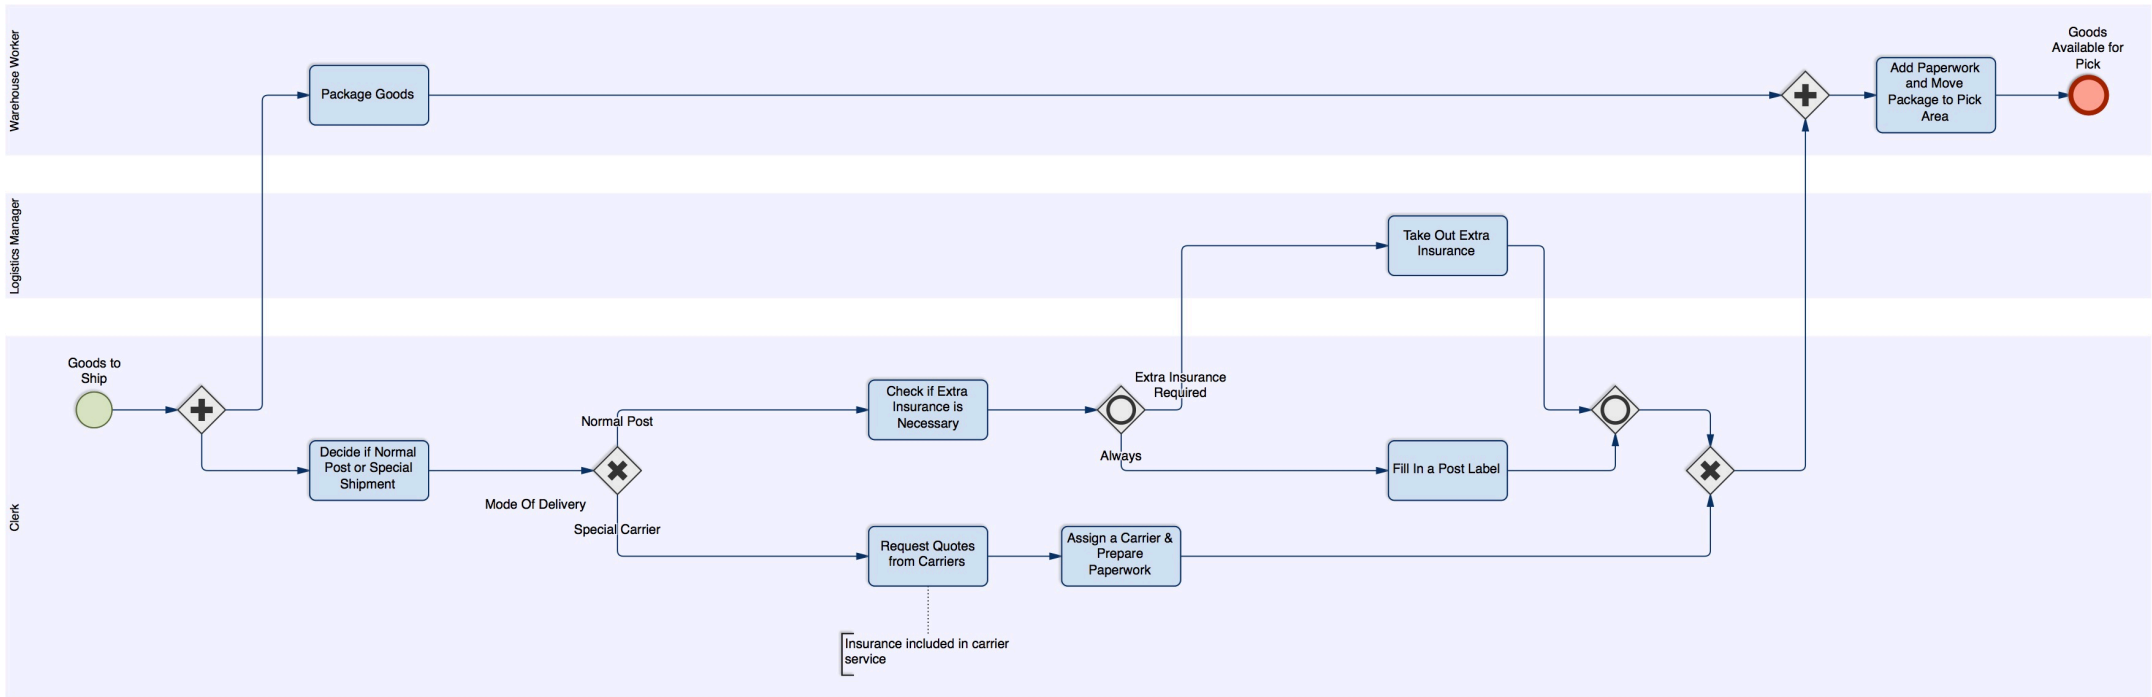 Warehouse Worker
Package Goods
Add Paperwork
and Move
Package to Pick
Area
Goods
Available for
Pick
Logistics Manager
Take Out Extra
Insurance
Clerk
Goods to
Ship
Decide if Normal
Post or Special
Shipment
Mode Of Delivery
Normal Post
Special Carrier
Check if Extra
Insurance is
Necessary
Extra Insurance
Required
Always
Fill In a Post Label
Request Quotes
from Carriers
Assign a Carrier &
Prepare
Paperwork
Insurance included in carrier
service